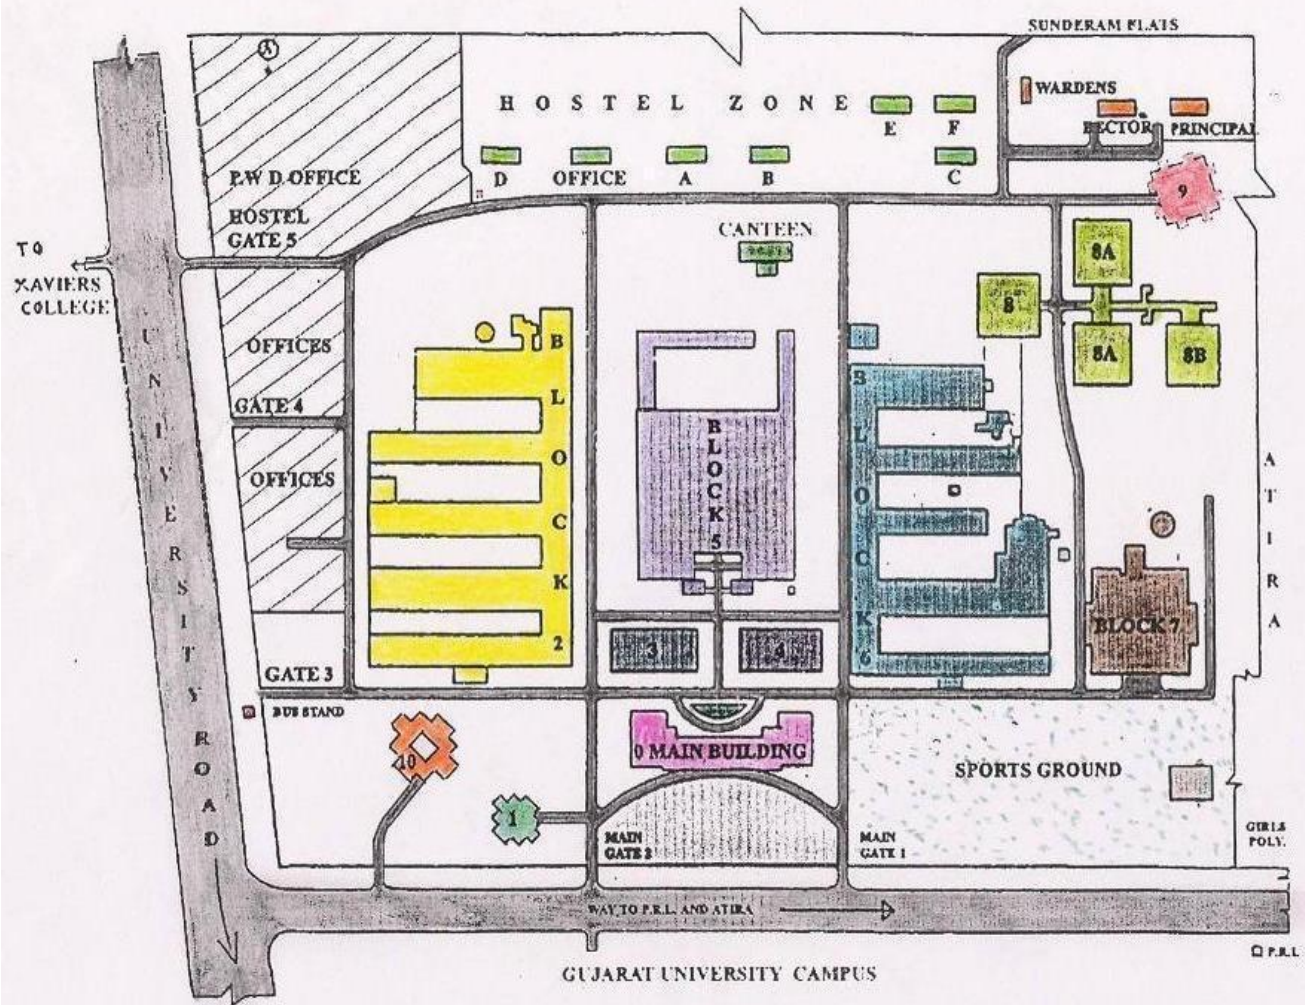 SUNDERAM FLATS
WARDENS
RECTOR
PRINCIPAL
HOSTEL ZONE
E
F
D
OFFICE
A
B
C
A
P.W D OFFICE
HOSTEL
GATE 5
9
TO
XAVIERS
COLLEGE
CANTEEN
8A
8
8A
8B
OFFICES
GATE 4
OFFICES
BLOCK 2
BLOCK 5
BLOCK 6
BLOCK 7
ATIRA
UNIVERSITY ROAD
3
4
GATE 3
BUS STAND
10
0 MAIN BUILDING
SPORTS GROUND
1
MAIN
GATE 2
MAIN
GATE 1
GIRLS
POLY.
WAY TO P.R.L. AND ATIRA
P.R.L
GUJARAT UNIVERSITY CAMPUS